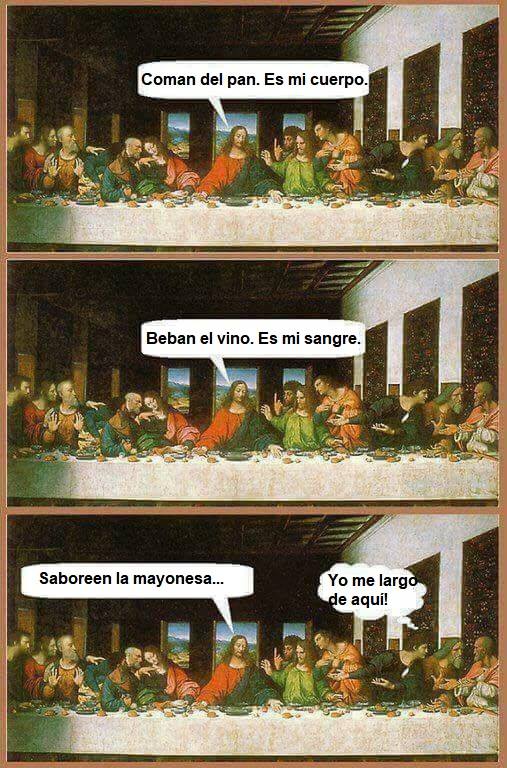 Coman del pan. Es mi cuerpo.
Beban el vino. Es mi sangre.
Saboreen la mayonesa...
Yo me largo
de aquí!